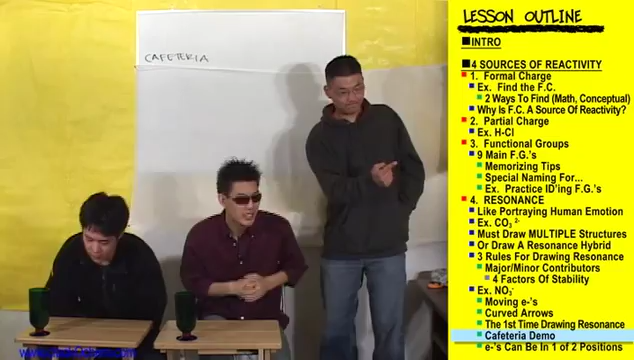 CAFETERIA
LESSON OUTLINE
INTRO
4 SOURCES OF REACTIVITY
1. Formal Charge
Ex. Find the F.C.
2 Ways To Find (Math, Conceptual)
Why Is F.C. A Source Of Reactivity?
2. Partial Charge
Ex. H-Cl
3. Functional Groups
9 Main F.G.'s
Memorizing Tips
Special Naming For...
Ex. Practice ID'ing F.G.'s
4. RESONANCE
Like Portraying Human Emotion
Ex. CO₃ ²⁻
Must Draw MULTIPLE Structures
Or Draw A Resonance Hybrid
3 Rules For Drawing Resonance
Major/Minor Contributors
4 Factors Of Stability
Ex. NO₃⁻
Moving e-'s
Curved Arrows
The 1st Time Drawing Resonance
Cafeteria Demo
e-'s Can Be In 1 of 2 Positions